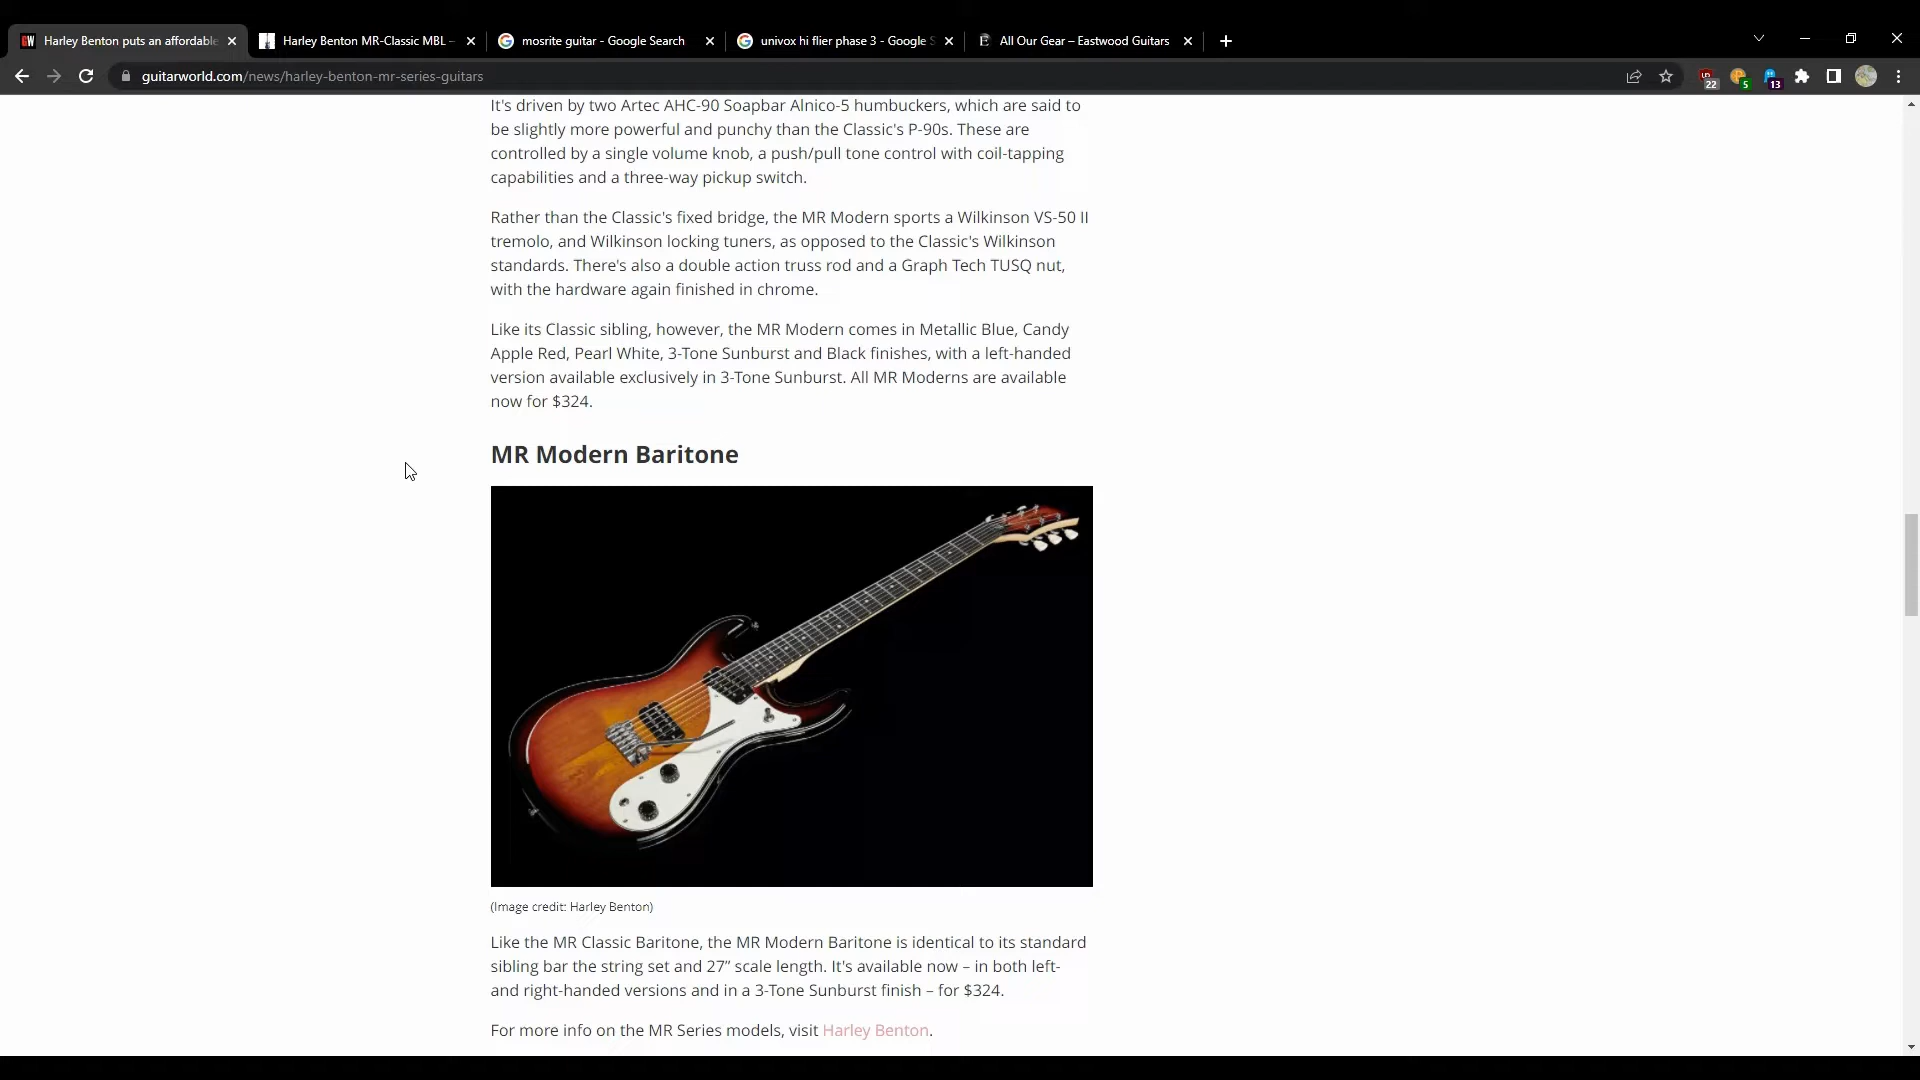 Harley Benton puts an affordable
Harley Benton MR-Classic MBL –
mosrite guitar - Google Search
univox hi flier phase 3 - Google S
All Our Gear – Eastwood Guitars
guitarworld.com/news/harley-benton-mr-series-guitars
22
5
13
It's driven by two Artec AHC-90 Soapbar Alnico-5 humbuckers, which are said to
be slightly more powerful and punchy than the Classic's P-90s. These are
controlled by a single volume knob, a push/pull tone control with coil-tapping
capabilities and a three-way pickup switch.
Rather than the Classic's fixed bridge, the MR Modern sports a Wilkinson VS-50 II
tremolo, and Wilkinson locking tuners, as opposed to the Classic's Wilkinson
standards. There's also a double action truss rod and a Graph Tech TUSQ nut,
with the hardware again finished in chrome.
Like its Classic sibling, however, the MR Modern comes in Metallic Blue, Candy
Apple Red, Pearl White, 3-Tone Sunburst and Black finishes, with a left-handed
version available exclusively in 3-Tone Sunburst. All MR Moderns are available
now for $324.
MR Modern Baritone
(Image credit: Harley Benton)
Like the MR Classic Baritone, the MR Modern Baritone is identical to its standard
sibling bar the string set and 27” scale length. It's available now – in both left-
and right-handed versions and in a 3-Tone Sunburst finish – for $324.
For more info on the MR Series models, visit Harley Benton.